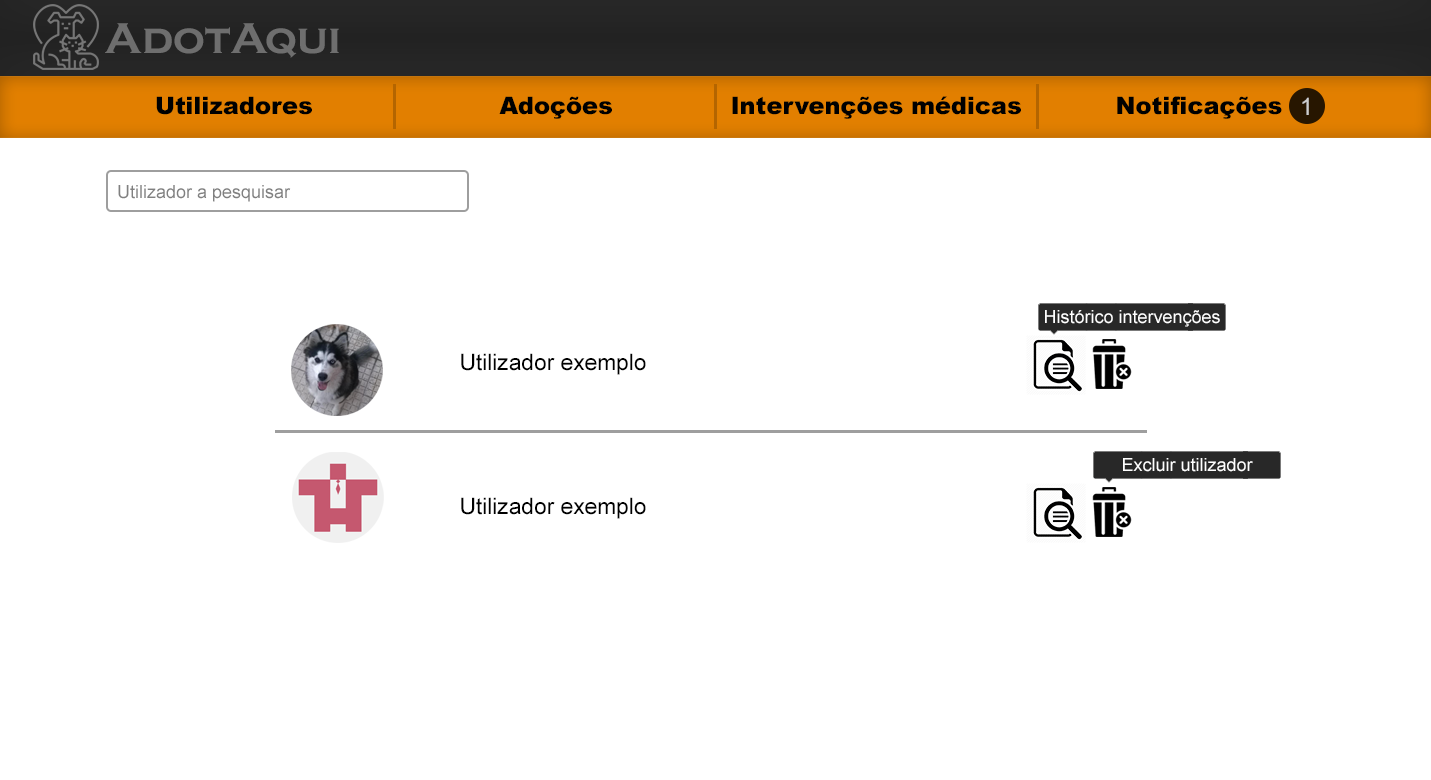 AdotAqui
Utilizadores
Adoções
Intervenções médicas
Notificações 1
Utilizador a pesquisar
Histórico intervenções
Utilizador exemplo
Excluir utilizador
Utilizador exemplo